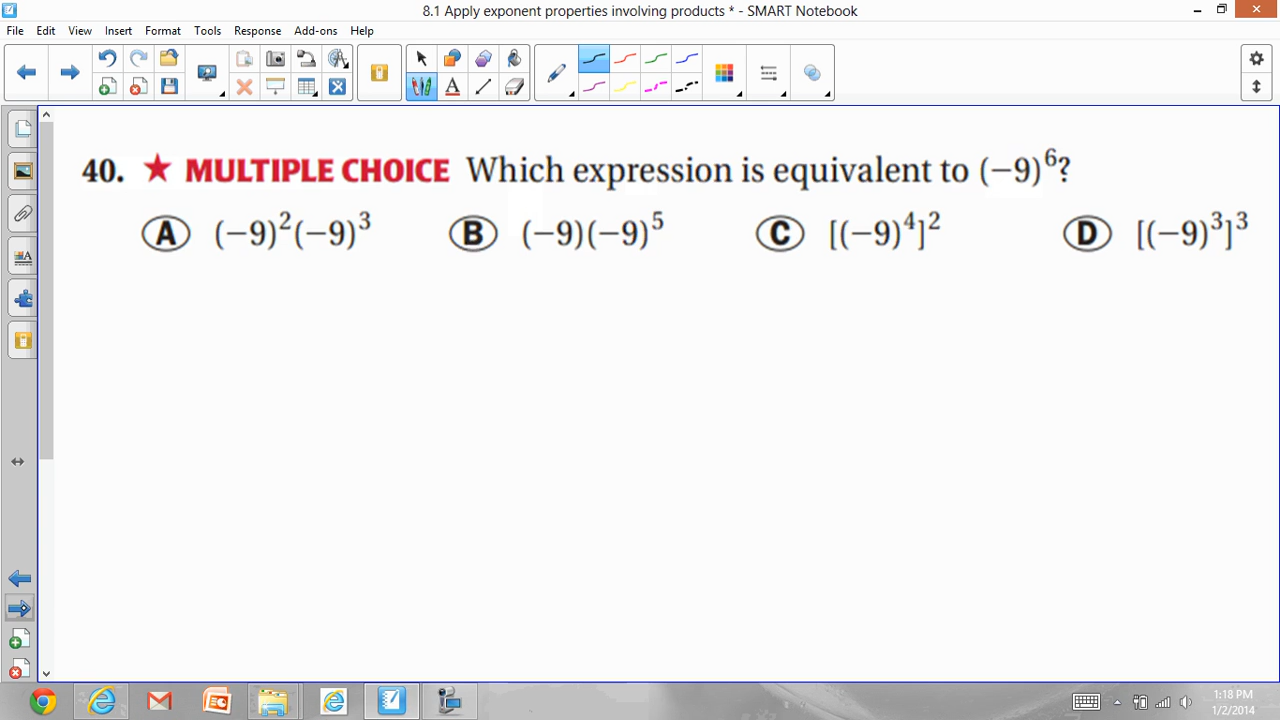 8.1 Apply exponent properties involving products * - SMART Notebook
File Edit View Insert Format Tools Response Add-ons Help
40. ★ MULTIPLE CHOICE Which expression is equivalent to (−9)⁶?
A (−9)²(−9)³ B (−9)(−9)⁵ C [(−9)⁴]² D [(−9)³]³
1:18 PM
1/2/2014